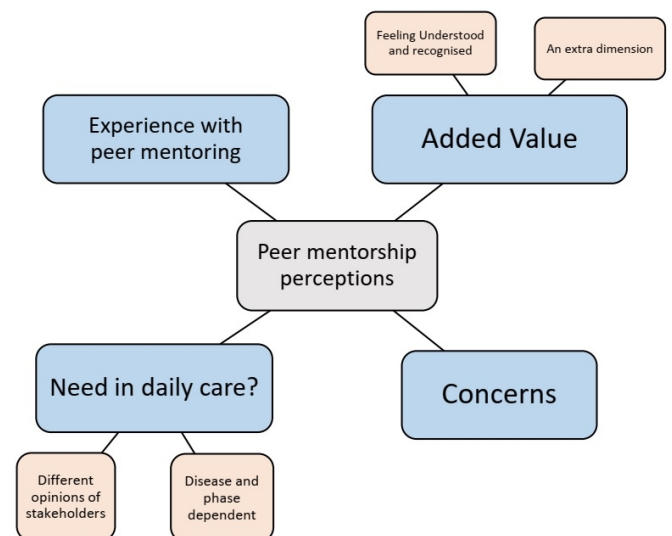 Feeling Understood
and recognised
An extra dimension
Experience with
peer mentoring
Added Value
Peer mentorship
perceptions
Need in daily care?
Concerns
Different
opinions of
stakeholders
Disease and
phase
dependent